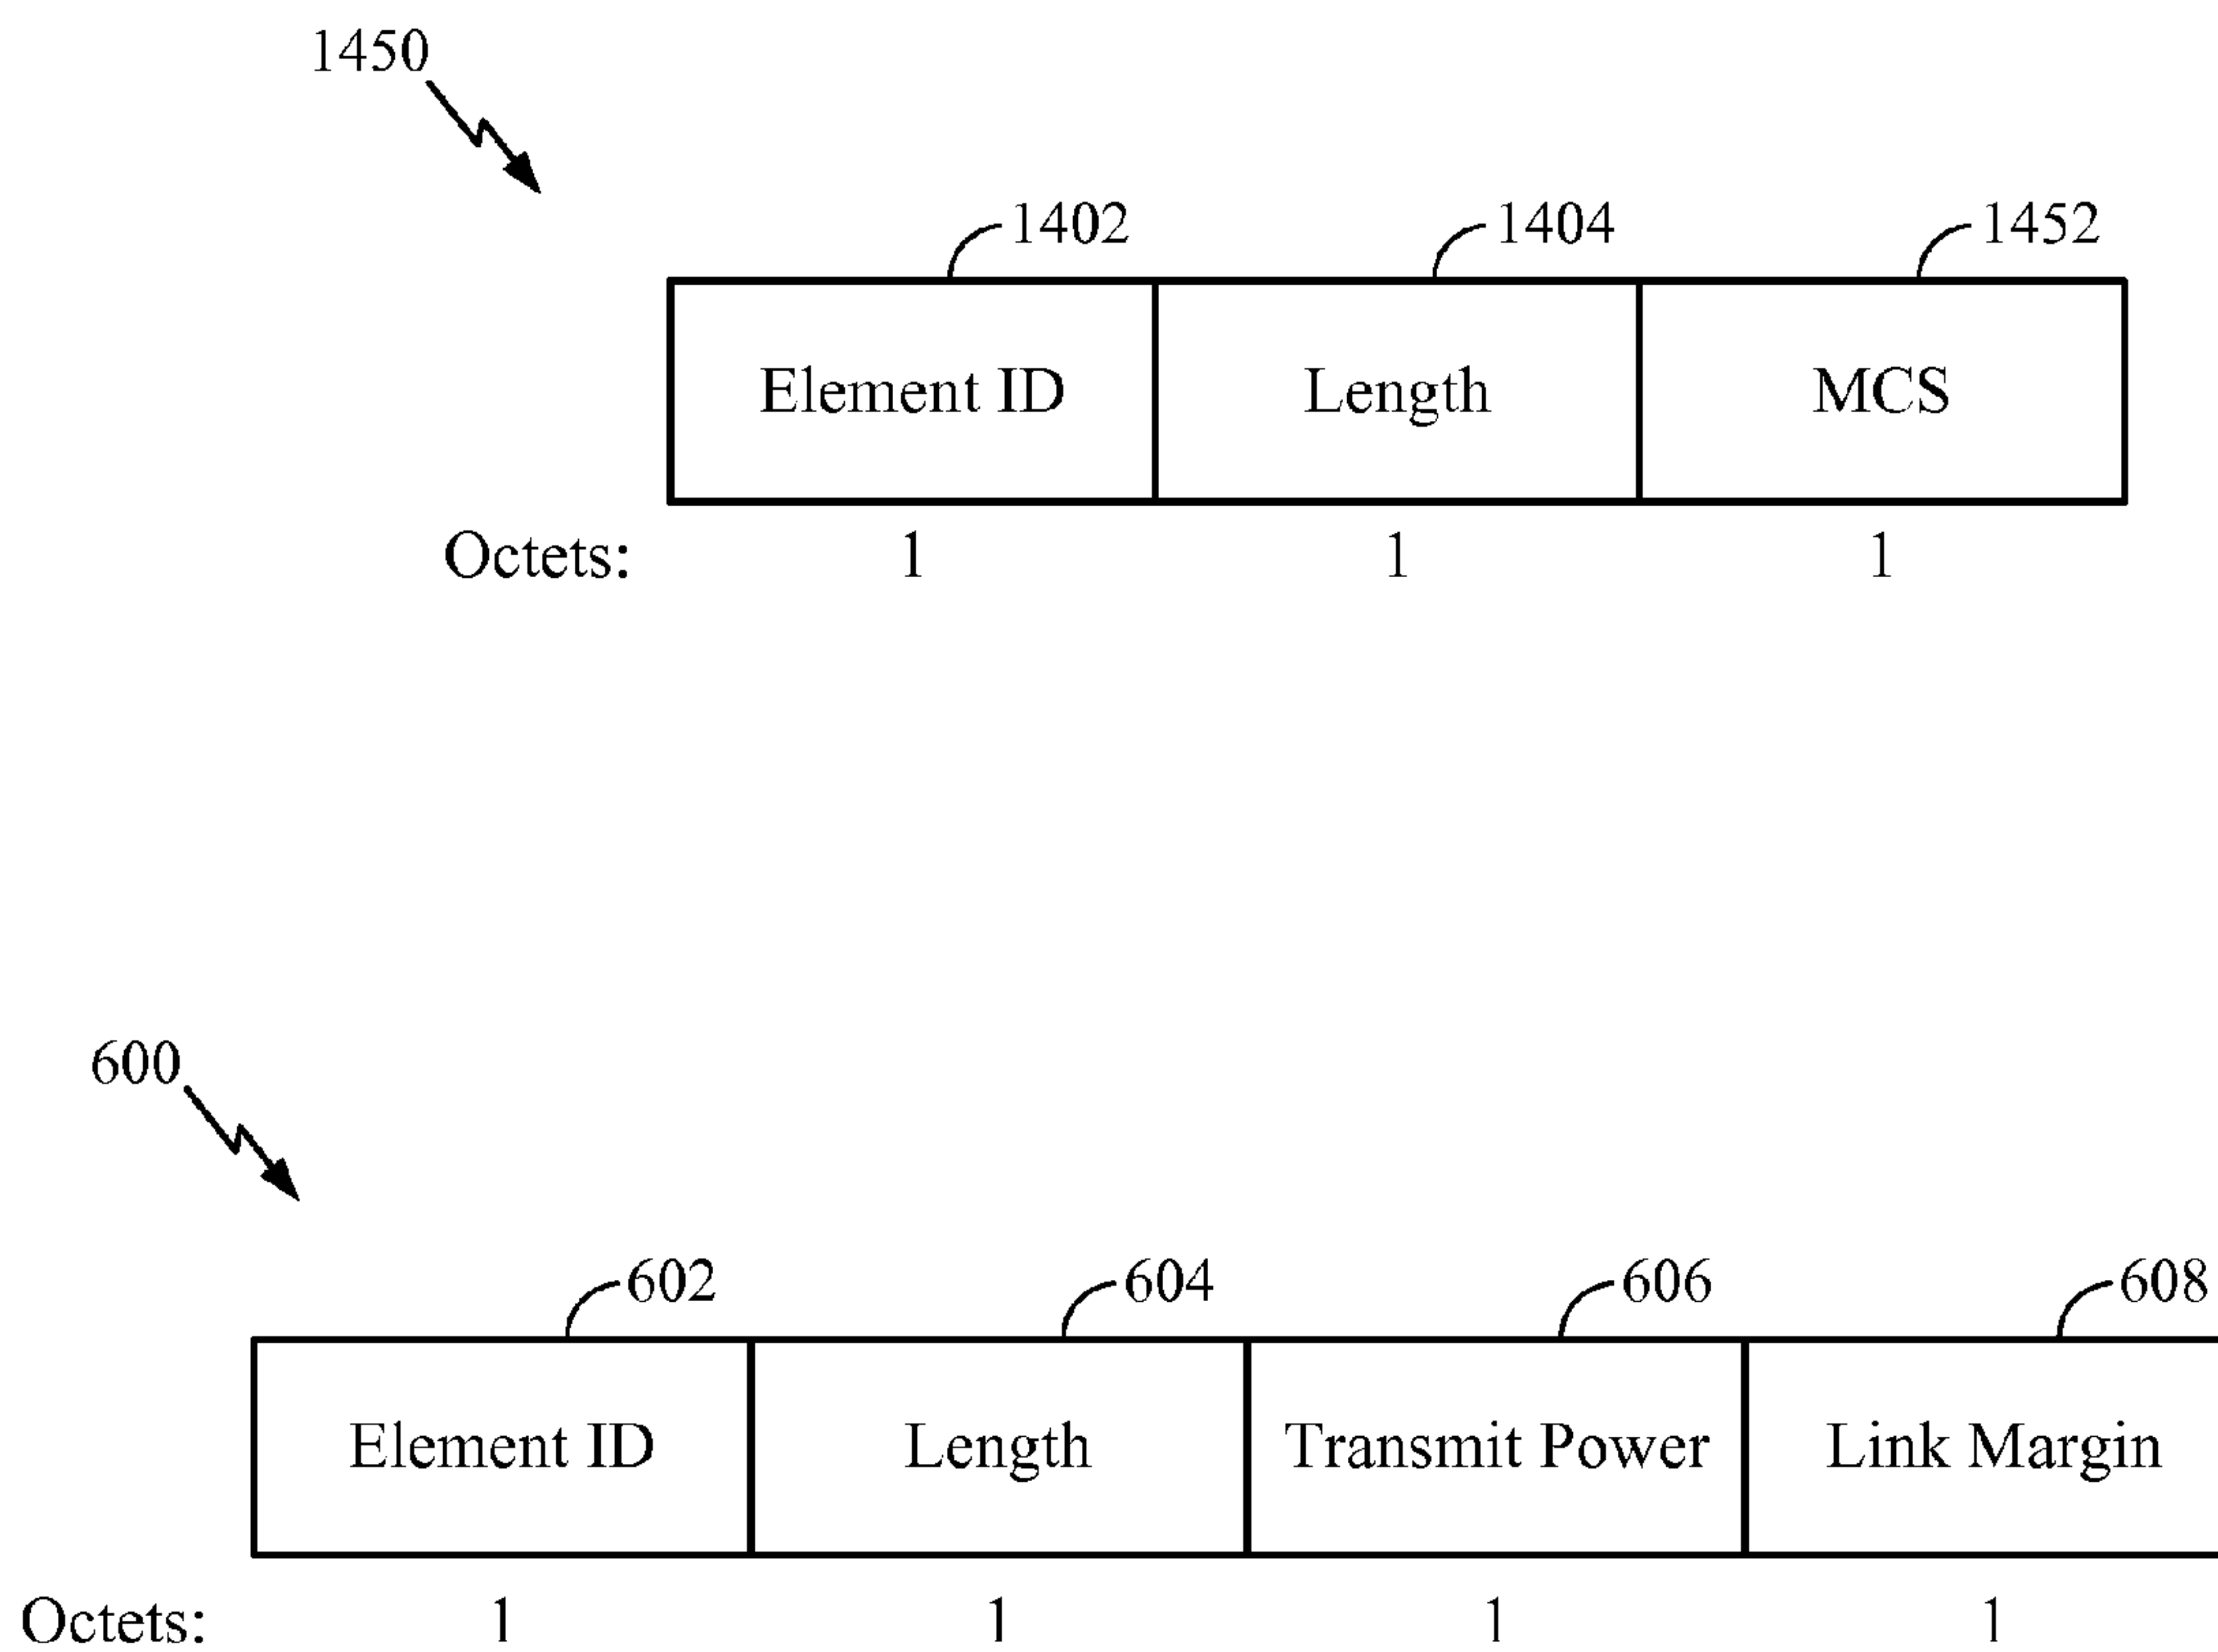 1450
1402 1404 1452
Element ID Length MCS
Octets: 1 1 1
600
602 604 606 608
Element ID Length Transmit Power Link Margin
Octets: 1 1 1 1